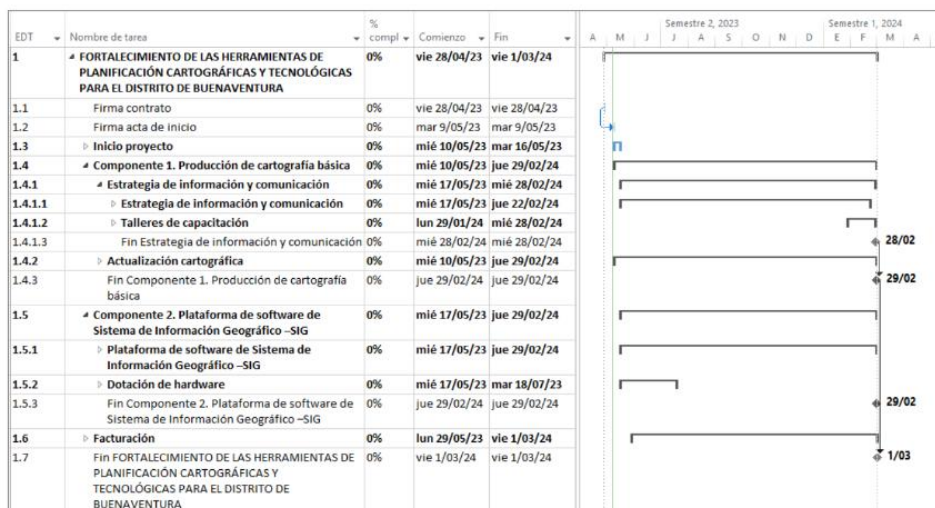 Semestre 2, 2023 Semestre 1, 2024
%
EDT Nombre de tarea compl Comienzo Fin A M J J A S O N D E F M A
1 FORTALECIMIENTO DE LAS HERRAMIENTAS DE 0% vie 28/04/23 vie 1/03/24
PLANIFICACIÓN CARTOGRÁFICAS Y TECNOLÓGICAS
PARA EL DISTRITO DE BUENAVENTURA
1.1 Firma contrato 0% vie 28/04/23 vie 28/04/23
1.2 Firma acta de inicio 0% mar 9/05/23 mar 9/05/23
1.3 Inicio proyecto 0% mié 10/05/23 mar 16/05/23
1.4 Componente 1. Producción de cartografía básica 0% mié 10/05/23 jue 29/02/24
1.4.1 Estrategia de información y comunicación 0% mié 17/05/23 mié 28/02/24
1.4.1.1 Estrategia de información y comunicación 0% mié 17/05/23 jue 22/02/24
1.4.1.2 Talleres de capacitación 0% lun 29/01/24 mié 28/02/24
1.4.1.3 Fin Estrategia de información y comunicación 0% mié 28/02/24 mié 28/02/24 28/02
1.4.2 Actualización cartográfica 0% mié 10/05/23 jue 29/02/24
1.4.3 Fin Componente 1. Producción de cartografía 0% jue 29/02/24 jue 29/02/24 29/02
básica
1.5 Componente 2. Plataforma de software de 0% mié 17/05/23 jue 29/02/24
Sistema de Información Geográfico –SIG
1.5.1 Plataforma de software de Sistema de 0% mié 17/05/23 jue 29/02/24
Información Geográfico –SIG
1.5.2 Dotación de hardware 0% mié 17/05/23 mar 18/07/23
1.5.3 Fin Componente 2. Plataforma de software de 0% jue 29/02/24 jue 29/02/24 29/02
Sistema de Información Geográfico –SIG
1.6 Facturación 0% lun 29/05/23 vie 1/03/24
1.7 Fin FORTALECIMIENTO DE LAS HERRAMIENTAS DE 0% vie 1/03/24 vie 1/03/24 1/03
PLANIFICACIÓN CARTOGRÁFICAS Y
TECNOLÓGICAS PARA EL DISTRITO DE
BUENAVENTURA